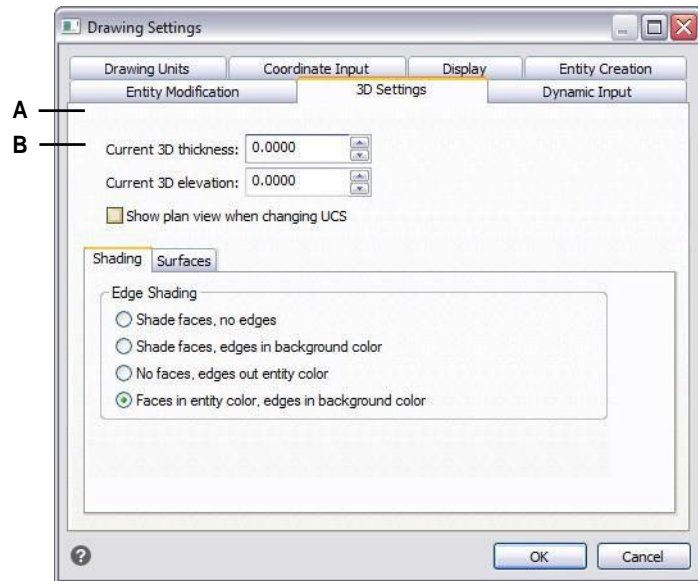 Drawing Settings
Drawing Units Coordinate Input Display Entity Creation
Entity Modification 3D Settings Dynamic Input
A
B
Current 3D thickness: 0.0000
Current 3D elevation: 0.0000
Show plan view when changing UCS
Shading Surfaces
Edge Shading
Shade faces, no edges
Shade faces, edges in background color
No faces, edges out entity color
Faces in entity color, edges in background color
? OK Cancel